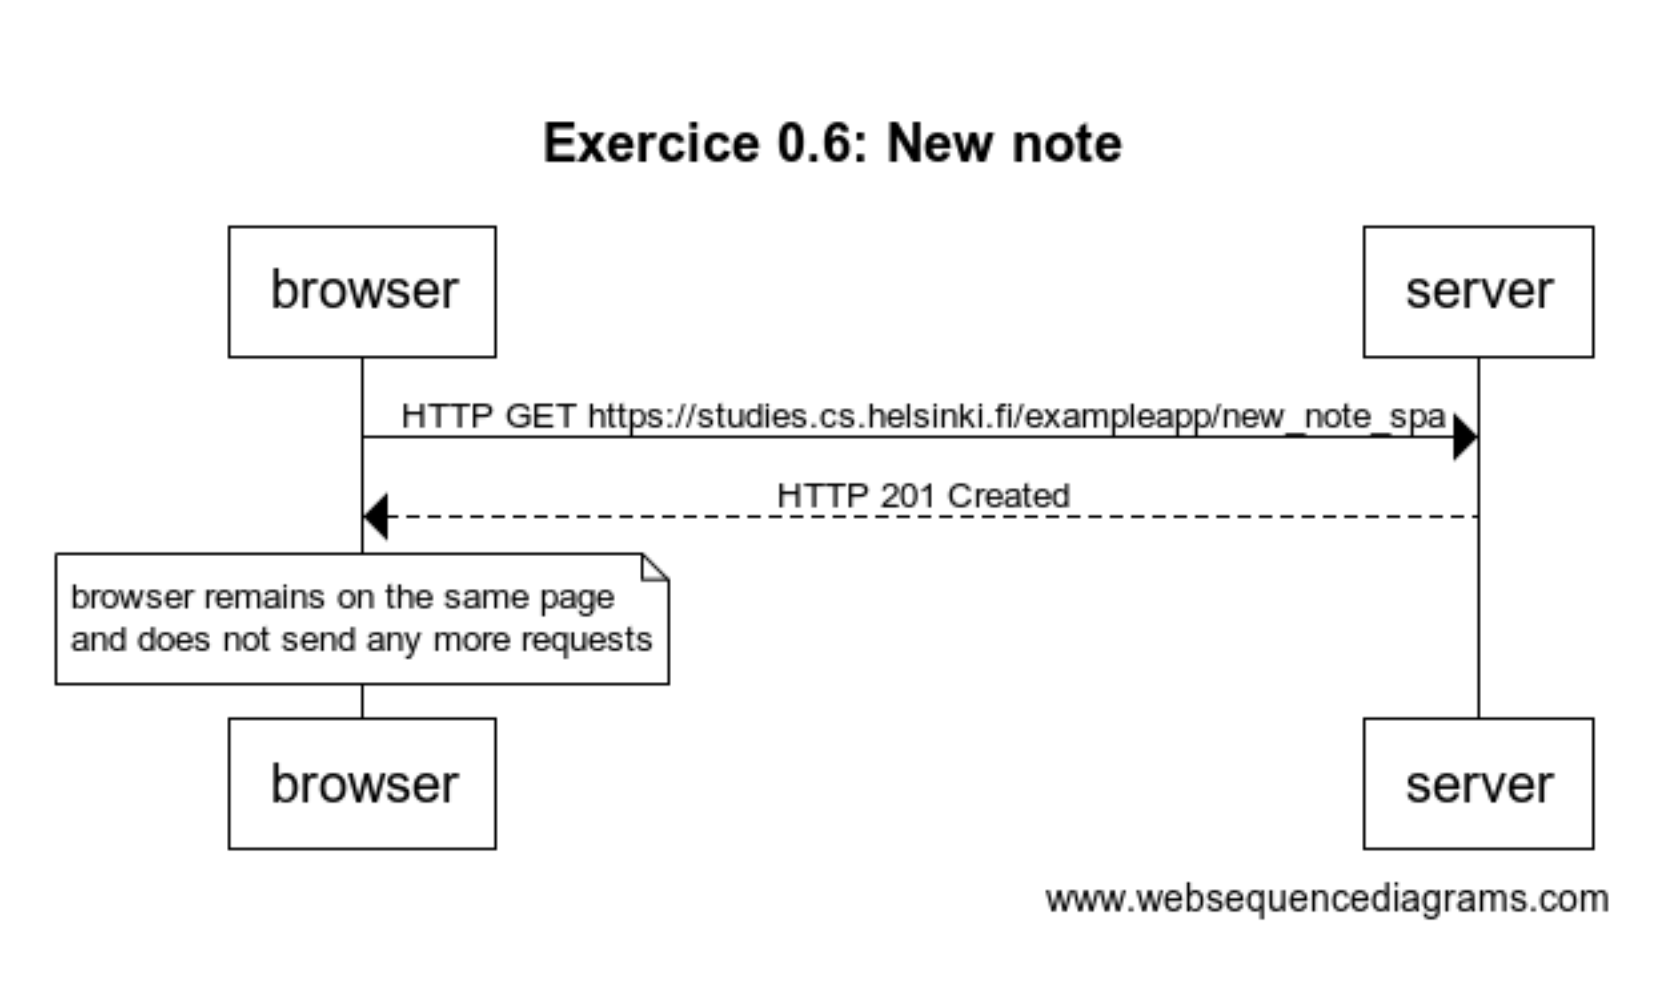 Exercice 0.6: New note
browser
server
HTTP GET https://studies.cs.helsinki.fi/exampleapp/new_note_spa
HTTP 201 Created
browser remains on the same page
and does not send any more requests
browser
server
www.websequencediagrams.com